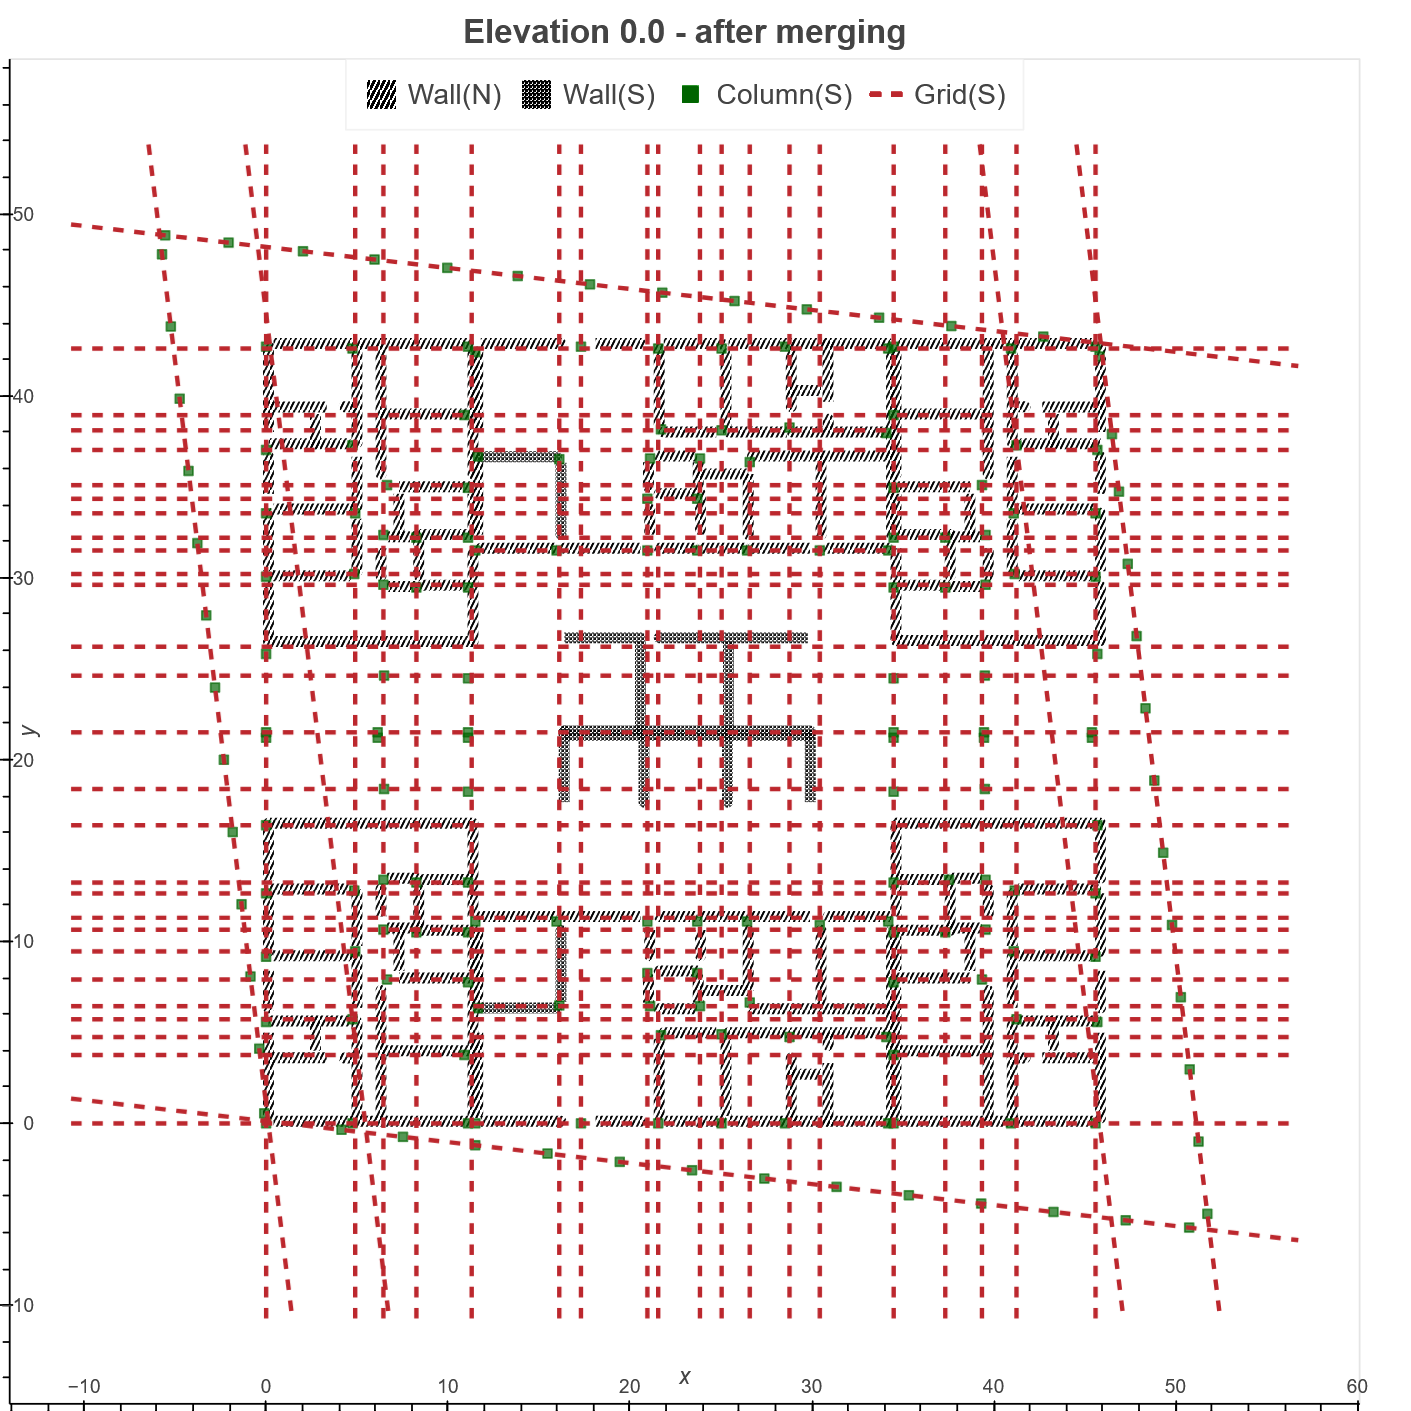 Elevation 0.0 - after merging
Wall(N) Wall(S) Column(S) Grid(S)
50
40
30
y
20
10
0
10
x
−10 0 10 20 30 40 50 60